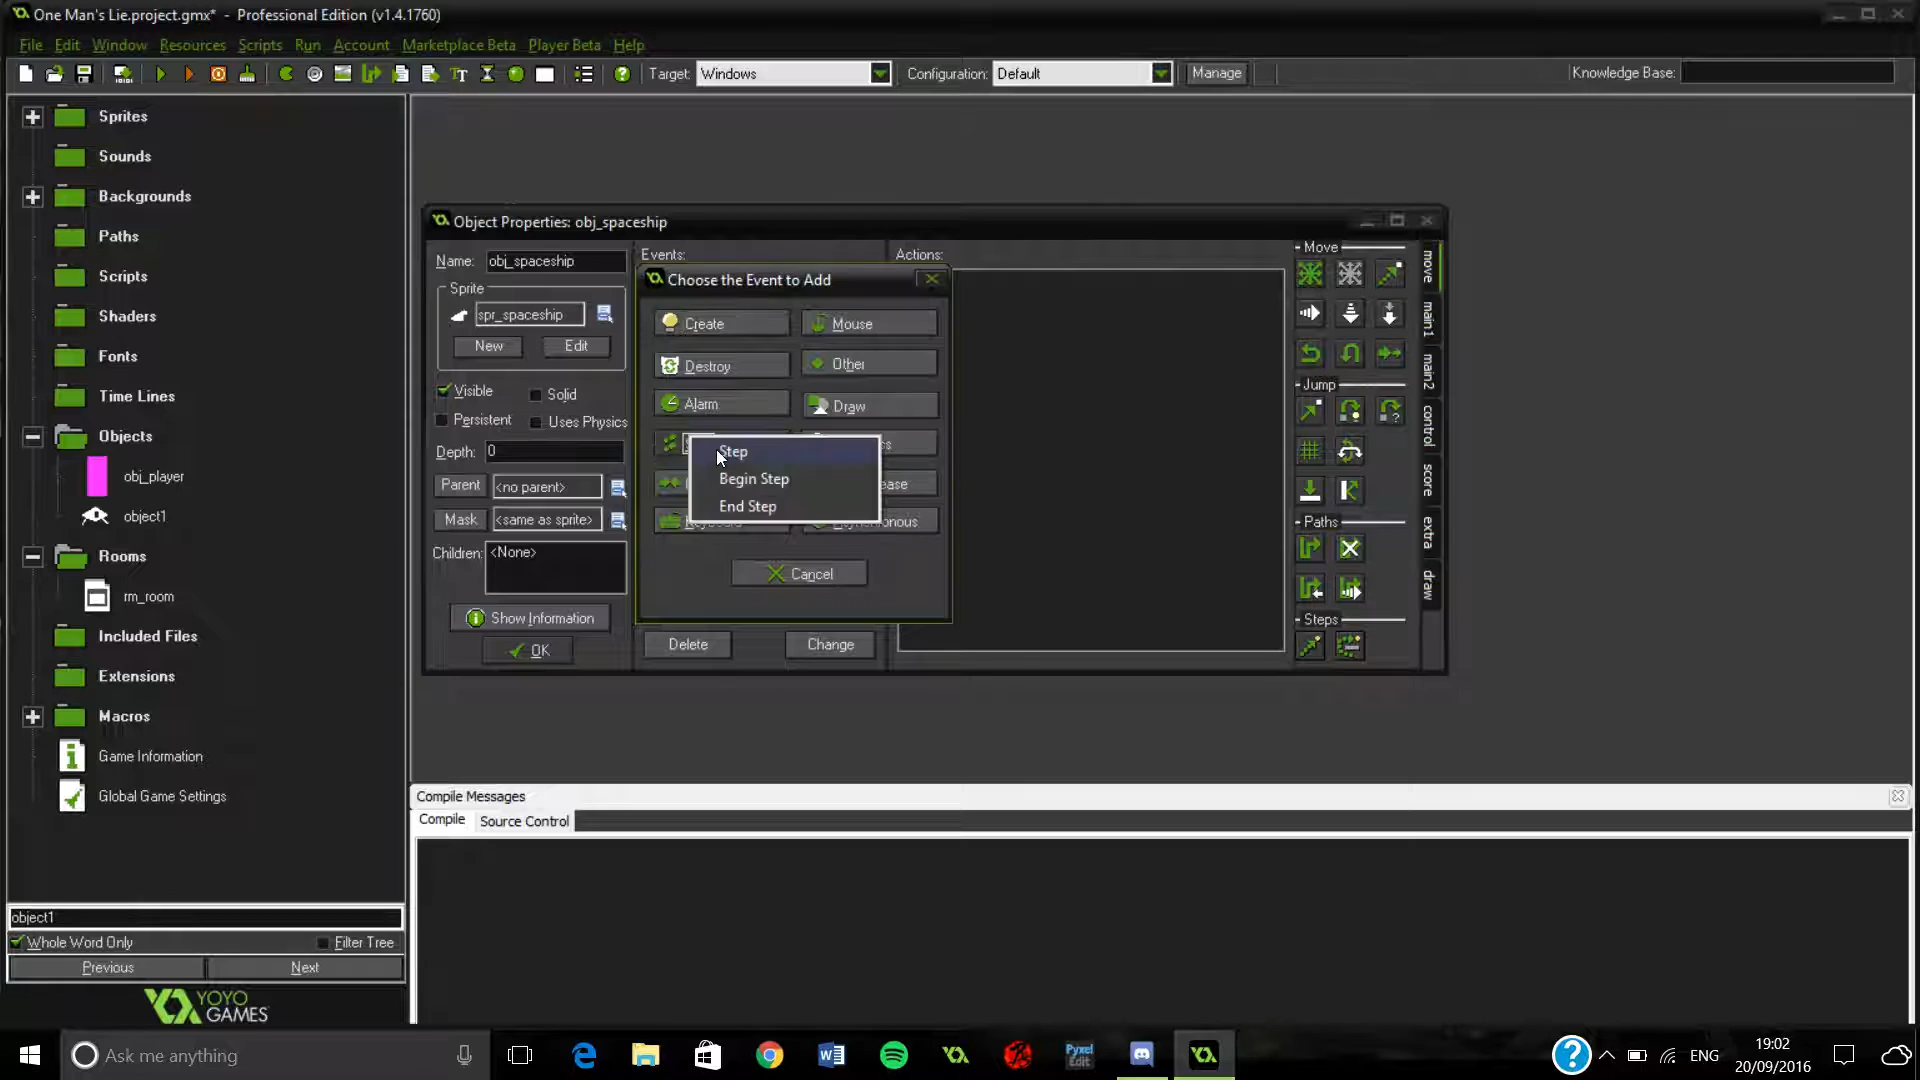 One Man's Lie.project.gmx* - Professional Edition (v1.4.1760)
File Edit Window Resources Scripts Run Account Marketplace Beta Player Beta Help
Target: Windows Configuration: Default Manage Knowledge Base:
Sprites
Sounds
Backgrounds
Paths
Scripts
Shaders
Fonts
Time Lines
Objects
obj_player
object1
Rooms
rm_room
Included Files
Extensions
Macros
Game Information
Global Game Settings
object1
Whole Word Only Filter Tree
Previous Next
YOYO
GAMES
Object Properties: obj_spaceship
Name: obj_spaceship
Sprite
spr_spaceship
New Edit
Visible Solid
Persistent Uses Physics
Depth: 0
Parent <no parent>
Mask <same as sprite>
Children: <None>
Show Information
OK
Events:
Choose the Event to Add
Create Mouse
Destroy Other
Alarm Draw
Step
Begin Step
End Step
Cancel
Delete Change
Actions:
Move
Jump
Paths
Steps
move
main1
main2
control
score
extra
draw
Compile Messages
Compile Source Control
Ask me anything
Pyxel
Edit
ENG
19:02
20/09/2016